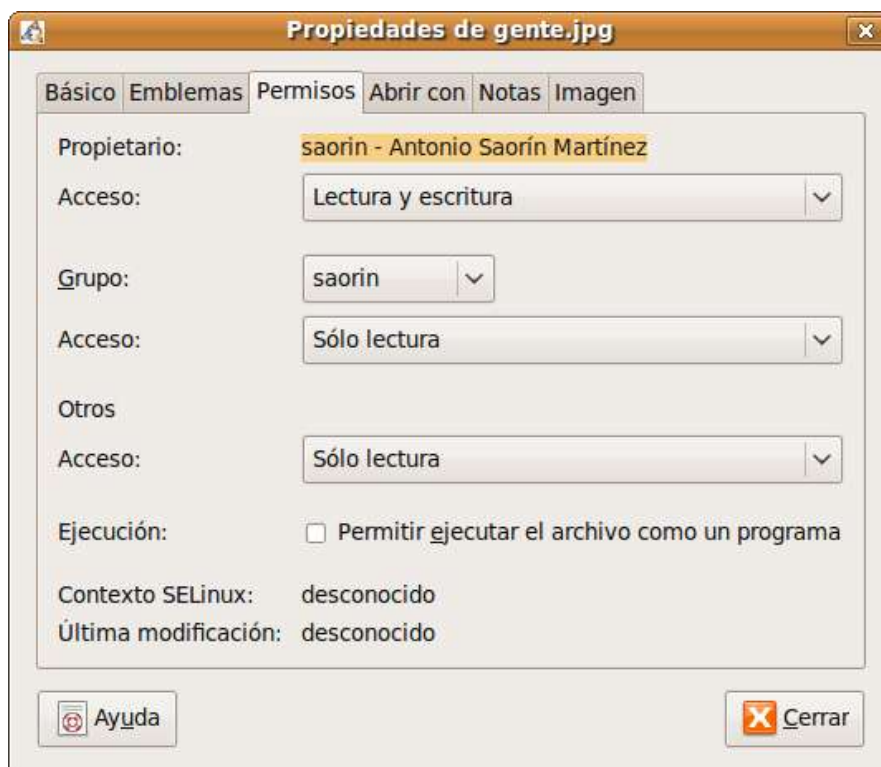 Propiedades de gente.jpg
Básico Emblemas Permisos Abrir con Notas Imagen
Propietario: saorin - Antonio Saorín Martínez
Acceso: Lectura y escritura
Grupo: saorin
Acceso: Sólo lectura
Otros
Acceso: Sólo lectura
Ejecución: Permitir ejecutar el archivo como un programa
Contexto SELinux: desconocido
Última modificación: desconocido
Ayuda Cerrar